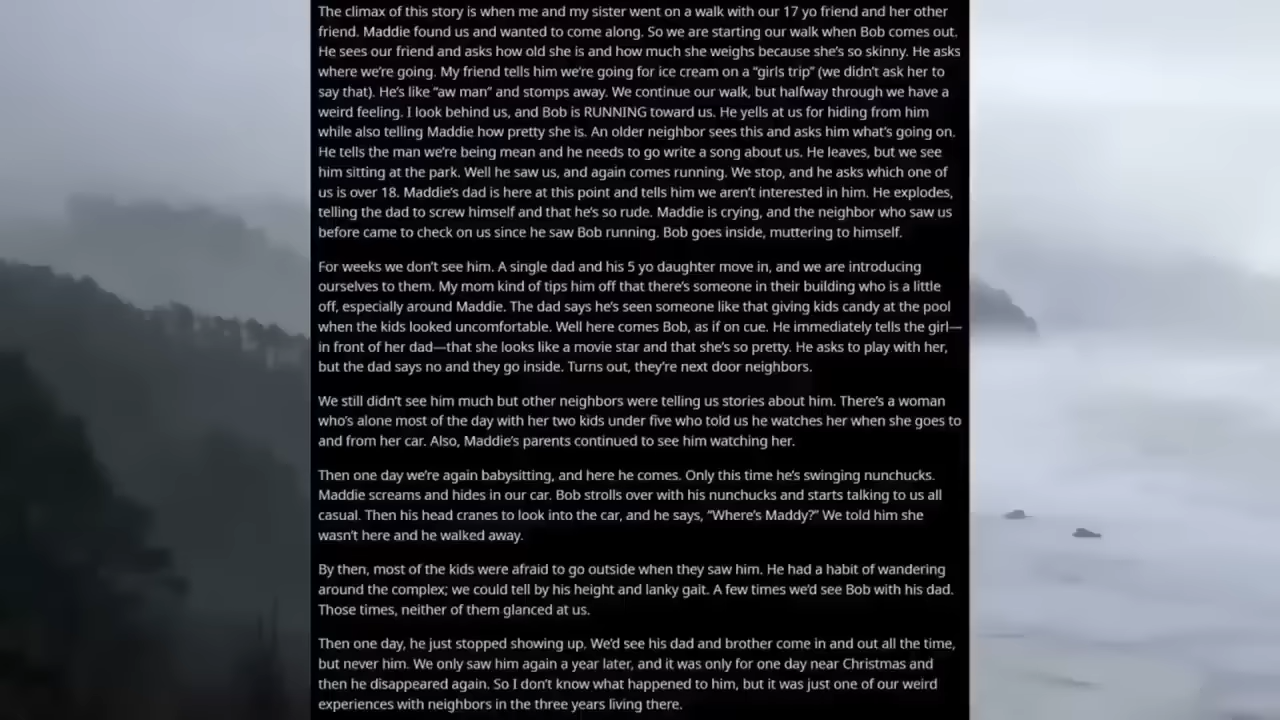 The climax of this story is when me and my sister went on a walk with our 17 yo friend and her other
friend. Maddie found us and wanted to come along. So we are starting our walk when Bob comes out.
He sees our friend and asks how old she is and how much she weighs because she's so skinny. He asks
where we're going. My friend tells him we're going for ice cream on a “girls trip” (we didn't ask her to
say that). He's like “aw man” and stomps away. We continue our walk, but halfway through we have a
weird feeling. I look behind us, and Bob is RUNNING toward us. He yells at us for hiding from him
while also telling Maddie how pretty she is. An older neighbor sees this and asks him what's going on.
He tells the man we're being mean and he needs to go write a song about us. He leaves, but we see
him sitting at the park. Well he saw us, and again comes running. We stop, and he asks which one of
us is over 18. Maddie's dad is here at this point and tells him we aren't interested in him. He explodes,
telling the dad to screw himself and that he's so rude. Maddie is crying, and the neighbor who saw us
before came to check on us since he saw Bob running. Bob goes inside, muttering to himself.
For weeks we don't see him. A single dad and his 5 yo daughter move in, and we are introducing
ourselves to them. My mom kind of tips him off that there's someone in their building who is a little
off, especially around Maddie. The dad says he's seen someone like that giving kids candy at the pool
when the kids looked uncomfortable. Well here comes Bob, as if on cue. He immediately tells the girl—
in front of her dad—that she looks like a movie star and that she's so pretty. He asks to play with her,
but the dad says no and they go inside. Turns out, they're next door neighbors.
We still didn't see him much but other neighbors were telling us stories about him. There's a woman
who's alone most of the day with her two kids under five who told us he watches her when she goes to
and from her car. Also, Maddie's parents continued to see him watching her.
Then one day we're again babysitting, and here he comes. Only this time he's swinging nunchucks.
Maddie screams and hides in our car. Bob strolls over with his nunchucks and starts talking to us all
casual. Then his head cranes to look into the car, and he says, “Where's Maddy?” We told him she
wasn't here and he walked away.
By then, most of the kids were afraid to go outside when they saw him. He had a habit of wandering
around the complex; we could tell by his height and lanky gait. A few times we'd see Bob with his dad.
Those times, neither of them glanced at us.
Then one day, he just stopped showing up. We'd see his dad and brother come in and out all the time,
but never him. We only saw him again a year later, and it was only for one day near Christmas and
then he disappeared again. So I don't know what happened to him, but it was just one of our weird
experiences with neighbors in the three years living there.